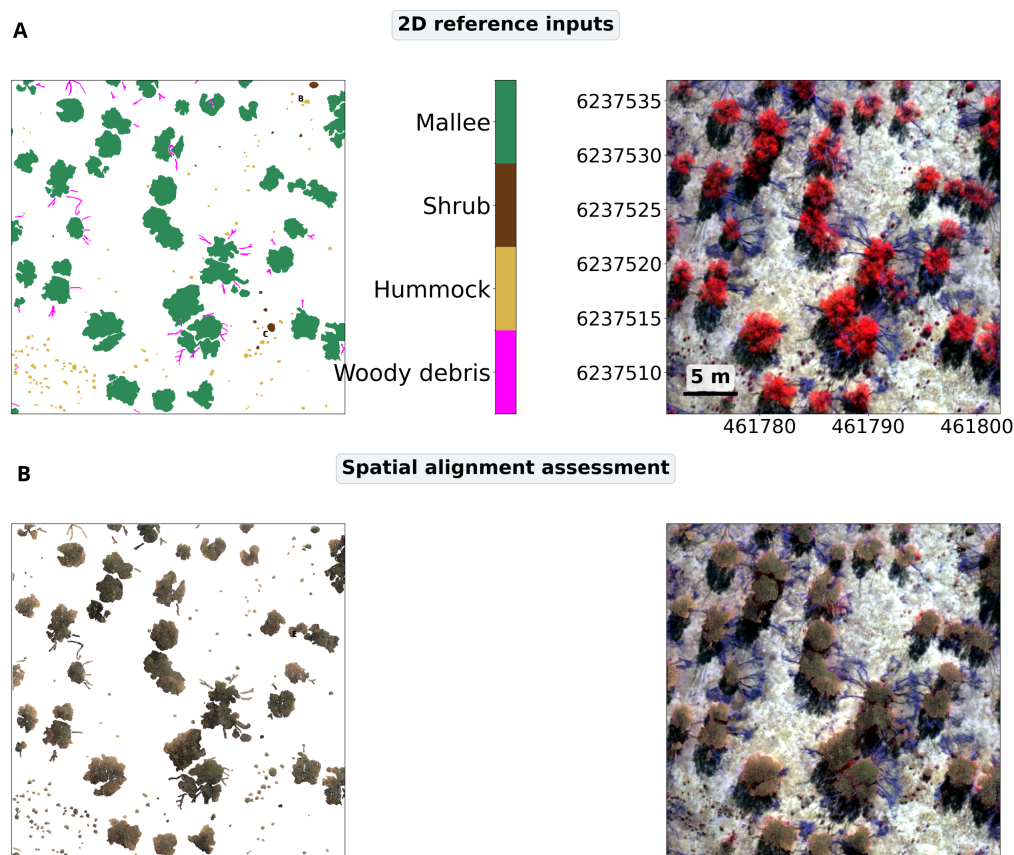 2D reference inputs
A
B
C
Mallee
Shrub
Hummock
Woody debris
6237535
6237530
6237525
6237520
6237515
6237510
5 m
461780 461790 461800
Spatial alignment assessment
B